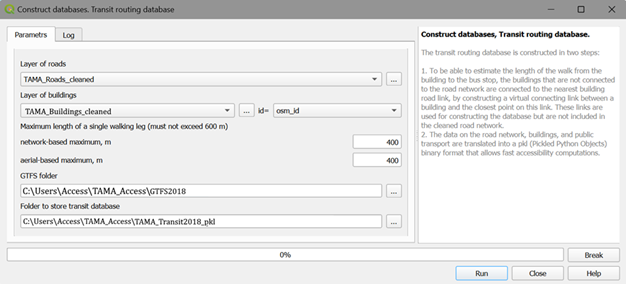 Construct databases. Transit routing database
Parametrs Log
Layer of roads
TAMA_Roads_cleaned ...
Layer of buildings
TAMA_Buildings_cleaned ... id= osm_id
Maximum length of a single walking leg (must not exceed 600 m)
network-based maximum, m 400
aerial-based maximum, m 400
GTFS folder
C:\Users\Access\TAMA_Access\GTFS2018 ...
Folder to store transit database
C:\Users\Access\TAMA_Access\TAMA_Transit2018_pkl ...
Construct databases, Transit routing database.
The transit routing database is constructed in two steps:
1. To be able to estimate the length of the walk from the
building to the bus stop, the buildings that are not connected
to the road network are connected to the nearest building
road link, by constructing a virtual connecting link between a
building and the closest point on this link. These links are
used for constructing the database but are not included in
the cleaned road network.
2. The data on the road network, buildings, and public
transport are translated into a pkl (Pickled Python Objects)
binary format that allows fast accessibility computations.
0% Break
Run Close Help